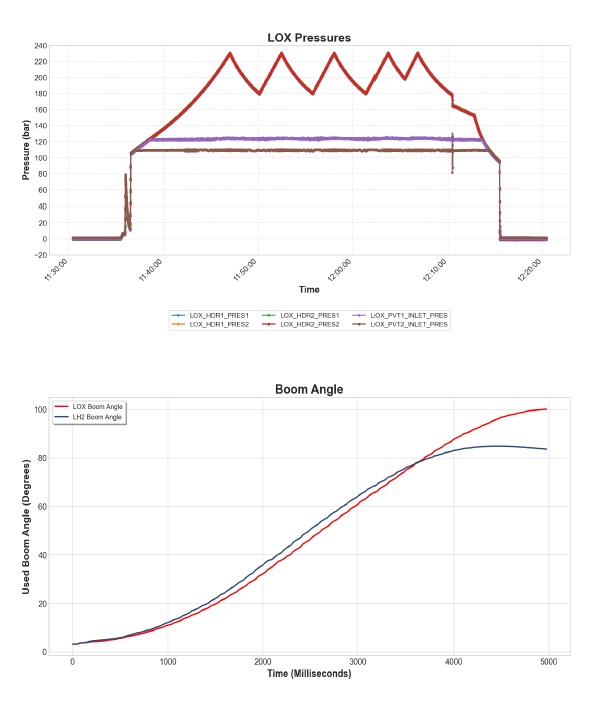 LOX Pressures
240
220
200
180
160
140
120
100
80
60
40
20
0
−20
Pressure (bar)
11:30:00
11:40:00
11:50:00
12:00:00
12:10:00
12:20:00
Time
LOX_HDR1_PRES1
LOX_HDR2_PRES1
LOX_PVT1_INLET_PRES
LOX_HDR1_PRES2
LOX_HDR2_PRES2
LOX_PVT2_INLET_PRES
Boom Angle
LOX Boom Angle
LH2 Boom Angle
100
80
60
40
20
0
Used Boom Angle (Degrees)
0
1000
2000
3000
4000
5000
Time (Milliseconds)